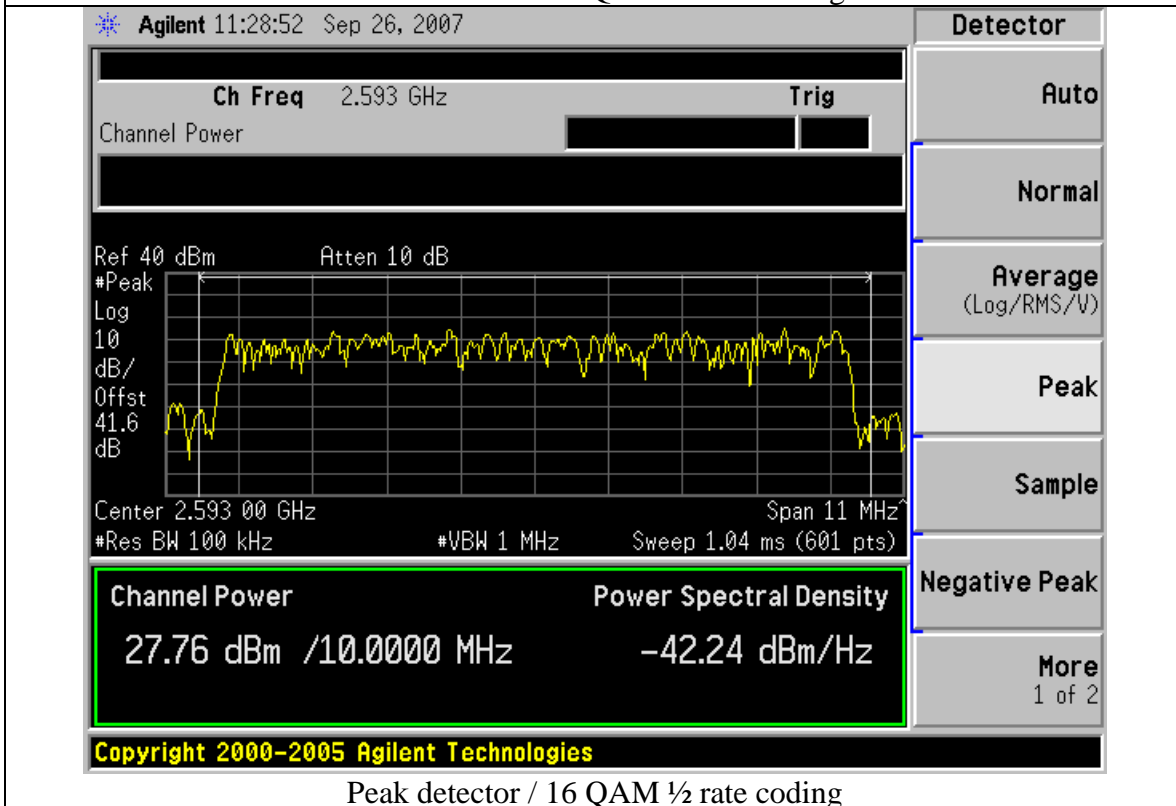 Agilent 11:28:52 Sep 26, 2007
Detector
Ch Freq 2.593 GHz Trig
Channel Power
Ref 40 dBm Atten 10 dB
#Peak
Log
10
dB/
Offst
41.6
dB
Center 2.593 00 GHz Span 11 MHz^
#Res BW 100 kHz #VBW 1 MHz Sweep 1.04 ms (601 pts)
Channel Power Power Spectral Density
27.76 dBm /10.0000 MHz -42.24 dBm/Hz
Copyright 2000-2005 Agilent Technologies
Auto
Normal
Average
(Log/RMS/V)
Peak
Sample
Negative Peak
More
1 of 2
Peak detector / 16 QAM ½ rate coding